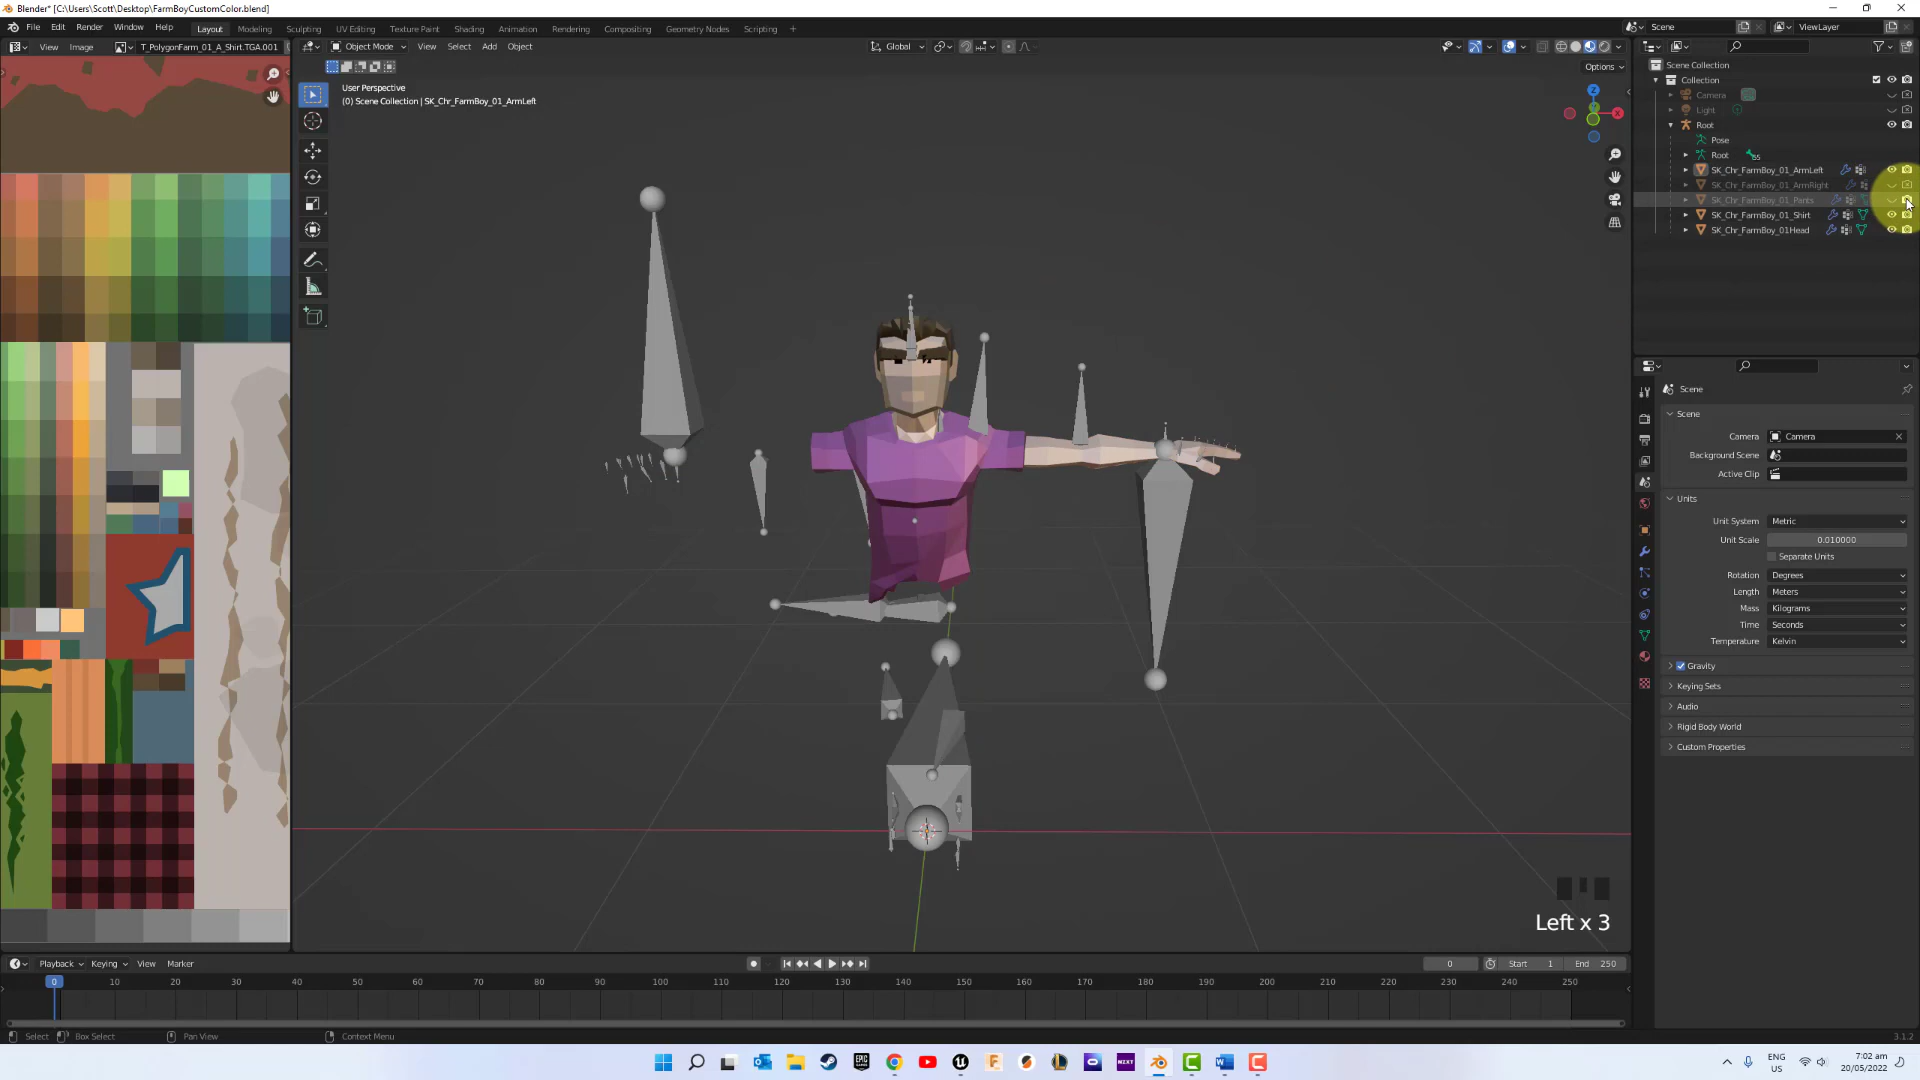 Blender* [C:\Users\Scott\Desktop\FarmBoyCustomColor.blend]
File Edit Render Window Help Layout Modeling Sculpting UV Editing Texture Paint Shading Animation Rendering Compositing Geometry Nodes Scripting + Scene ViewLayer
View Image T_PolygonFarm_01_A_Shirt.TGA.001 Object Mode View Select Add Object Global
Options
User Perspective
(0) Scene Collection | SK_Chr_FarmBoy_01_ArmLeft
Z
X
Scene Collection
Collection
Camera
Light
Root
Pose
Root 55
SK_Chr_FarmBoy_01_ArmLeft
SK_Chr_FarmBoy_01_ArmRight
SK_Chr_FarmBoy_01_Pants
SK_Chr_FarmBoy_01_Shirt
SK_Chr_FarmBoy_01Head
Scene
Scene
Camera Camera
Background Scene
Active Clip
Units
Unit System Metric
Unit Scale 0.010000
Separate Units
Rotation Degrees
Length Meters
Mass Kilograms
Time Seconds
Temperature Kelvin
Gravity
Keying Sets
Audio
Rigid Body World
Custom Properties
Left x 3
Playback Keying View Marker 0 Start 1 End 250
0 10 20 30 40 50 60 70 80 90 100 110 120 130 140 150 160 170 180 190 200 210 220 230 240 250
Select Box Select Pan View Context Menu 3.1.2
ENG
US
7:02 am
20/05/2022